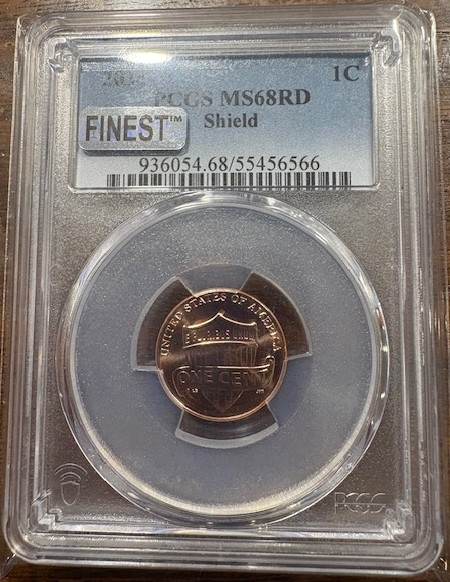 1C
PCGS MS68RD
FINEST™
Shield
936054.68/55456566
UNITED STATES OF AMERICA
E PLURIBUS UNUM
ONE CENT
PCGS